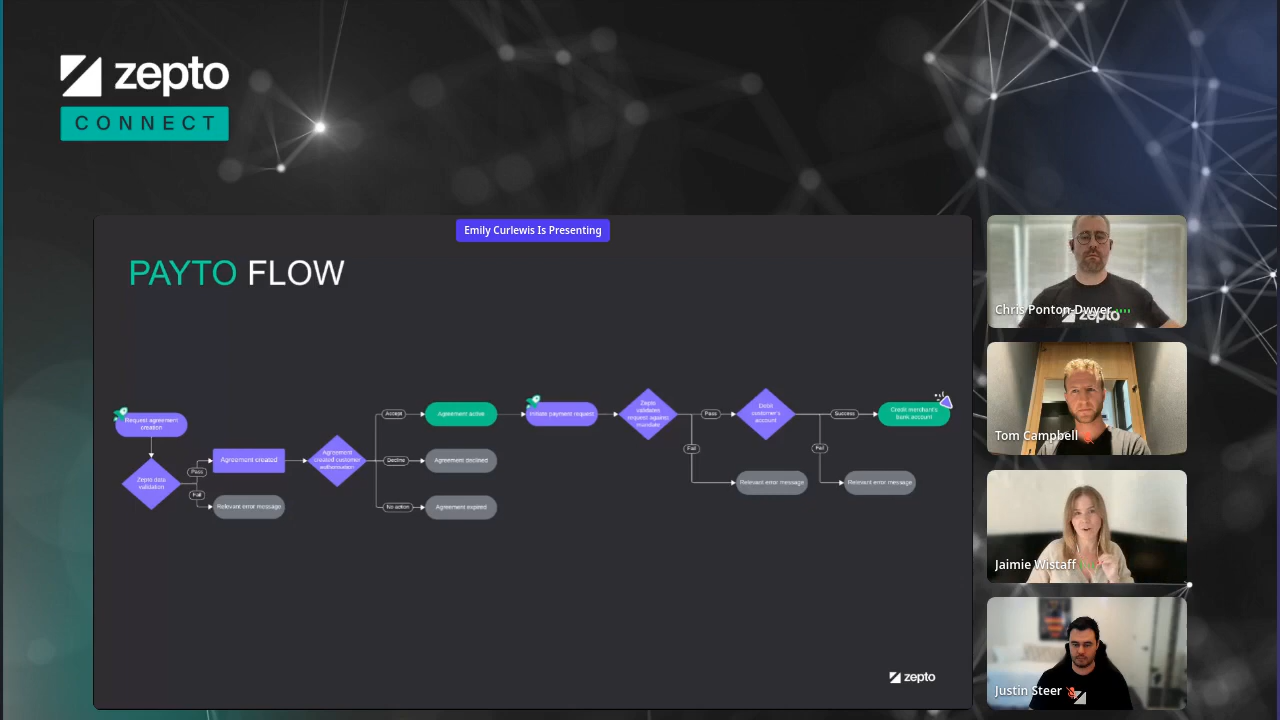 zepto
CONNECT
Emily Curlewis Is Presenting
PAYTO FLOW
Request agreement
creation
Zepto data
validation
Pass
Fail
Agreement created
Relevant error message
Agreement
created customer
authorisation
Accept
Decline
No action
Agreement active
Agreement declined
Agreement expired
Initiate payment request
Zepto
validates
request against
mandate
Pass
Fail
Debit
customer's
account
Relevant error message
Success
Fail
Credit merchant's
bank account
Relevant error message
zepto
Chris Ponton-Dwyer
zepto
Tom Campbell
Jaimie Wistaff
Justin Steer